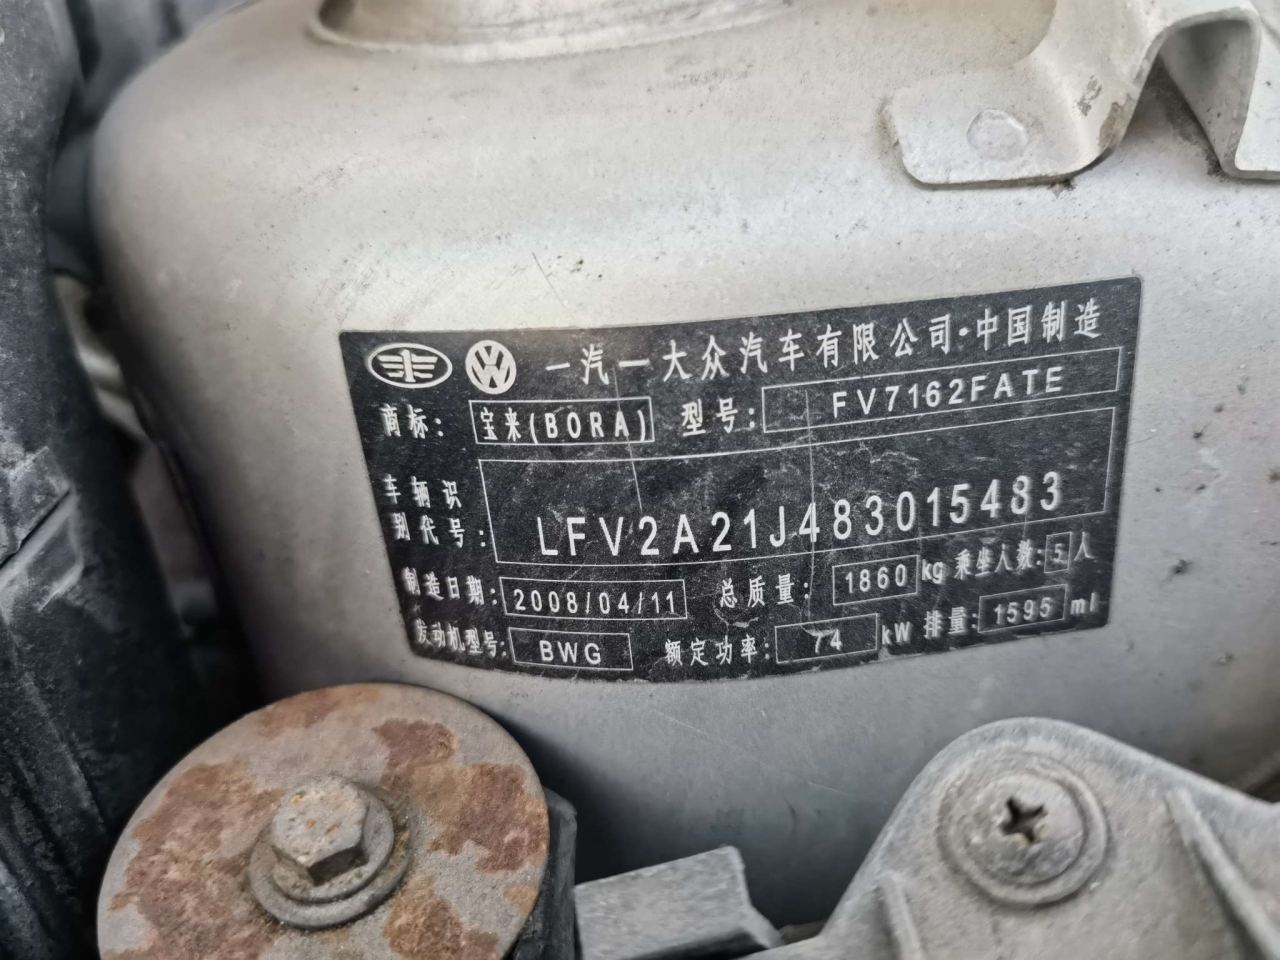 一汽一大众汽车有限公司·中国制造
商标: 宝来(BORA) 型号: FV7162FATE
车辆识
别代号: LFV2A21J483015483
制造日期: 2008/04/11 总质量: 1860 kg 乘坐人数: 5 人
发动机型号: BWG 额定功率: 74 kW 排量: 1595 ml